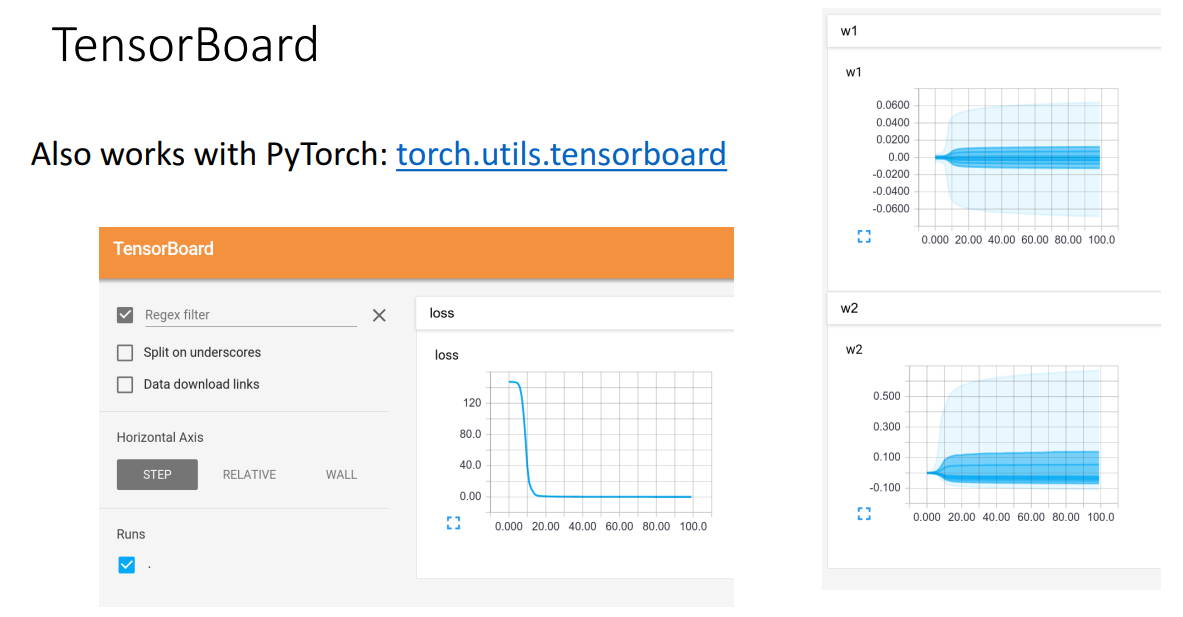 TensorBoard
Also works with PyTorch: torch.utils.tensorboard
TensorBoard
Regex filter
Split on underscores
Data download links
Horizontal Axis
STEP RELATIVE WALL
Runs
.
loss
loss
120
80.0
40.0
0.00
0.000 20.00 40.00 60.00 80.00 100.0
w1
w1
0.0600
0.0400
0.0200
0.00
-0.0200
-0.0400
-0.0600
0.000 20.00 40.00 60.00 80.00 100.0
w2
w2
0.500
0.300
0.100
-0.100
0.000 20.00 40.00 60.00 80.00 100.0